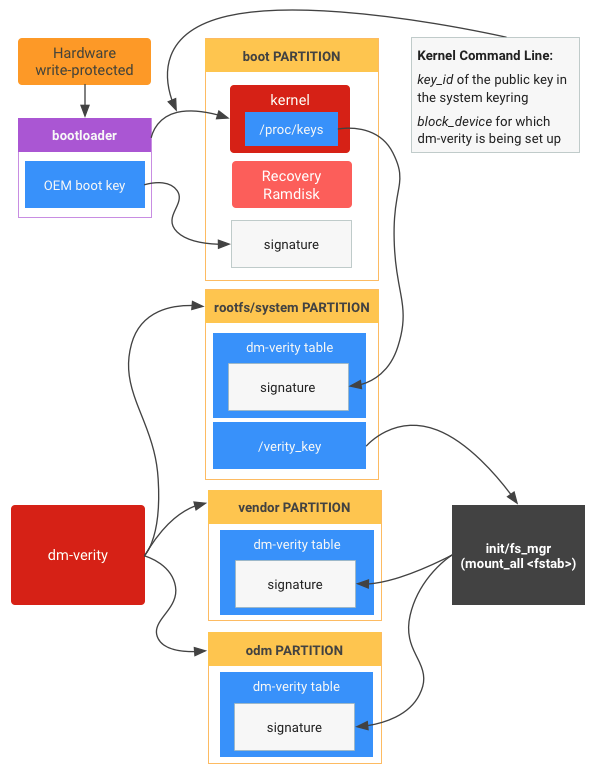 Hardware
write-protected
bootloader
OEM boot key
boot PARTITION
kernel
/proc/keys
Recovery
Ramdisk
signature
Kernel Command Line:
key_id of the public key in
the system keyring
block_device for which
dm-verity is being set up
rootfs/system PARTITION
dm-verity table
signature
/verity_key
dm-verity
vendor PARTITION
dm-verity table
signature
init/fs_mgr
(mount_all <fstab>)
odm PARTITION
dm-verity table
signature